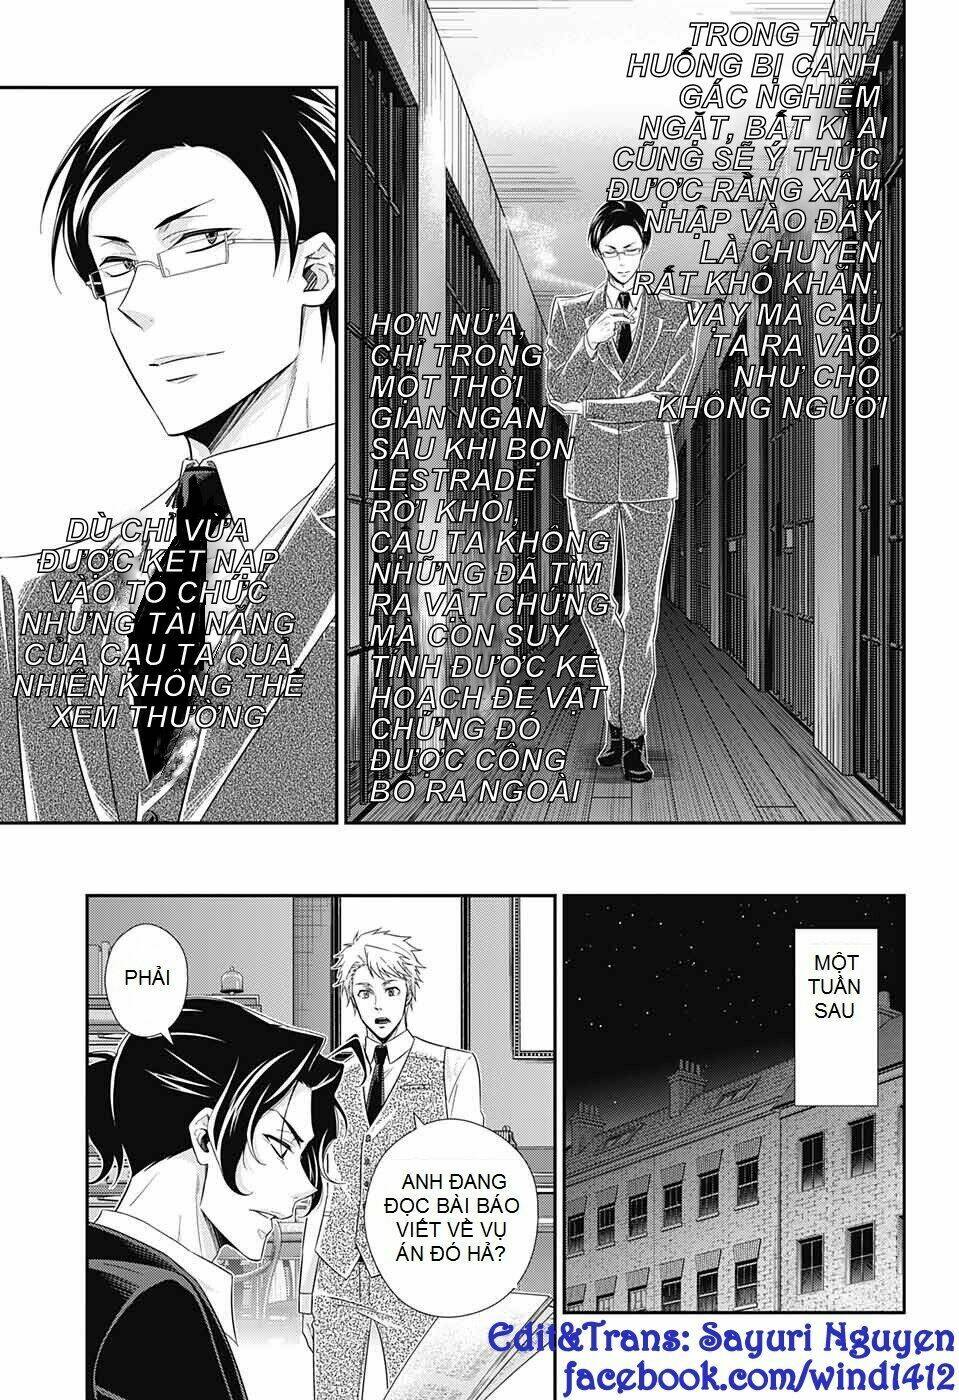 TRONG TÌNH
HUỐNG BỊ CANH
GÁC NGHIÊM
NGẶT, BẤT KÌ AI
CŨNG SẼ Ý THỨC
ĐƯỢC RẰNG XÂM
NHẬP VÀO ĐÂY
LÀ CHUYỆN
RẤT KHÓ KHĂN.
VẬY MÀ CẬU
TA RA VÀO
NHƯ CHỖ
KHÔNG NGƯỜI
HƠN NỮA,
CHỈ TRONG
MỘT THỜI
GIAN NGẮN
SAU KHI BỌN
LESTRADE
RỜI KHỎI,
CẬU TA KHÔNG
NHỮNG ĐÃ TÌM
RA VẬT CHỨNG
MÀ CÒN SUY
TÍNH ĐƯỢC KẾ
HOẠCH ĐỂ VẬT
CHỨNG ĐÓ
ĐƯỢC CÔNG
BỐ RA NGOÀI
DÙ CHỈ VỪA
ĐƯỢC KẾT NẠP
VÀO TỔ CHỨC
NHƯNG TÀI NĂNG
CỦA CẬU TA QUẢ
NHIÊN KHÔNG THỂ
XEM THƯỜNG
MỘT
TUẦN
SAU
ANH ĐANG
ĐỌC BÀI BÁO
VIẾT VỀ VỤ
ÁN ĐÓ HẢ?
PHẢI
Edit&Trans: Sayuri Nguyen
facebook.com/wind1412